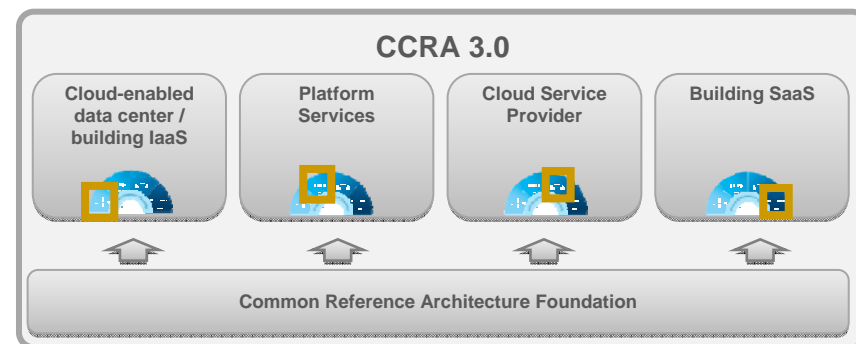 CCRA 3.0
Cloud-enabled
data center /
building IaaS
Platform
Services
Cloud Service
Provider
Building SaaS
Common Reference Architecture Foundation